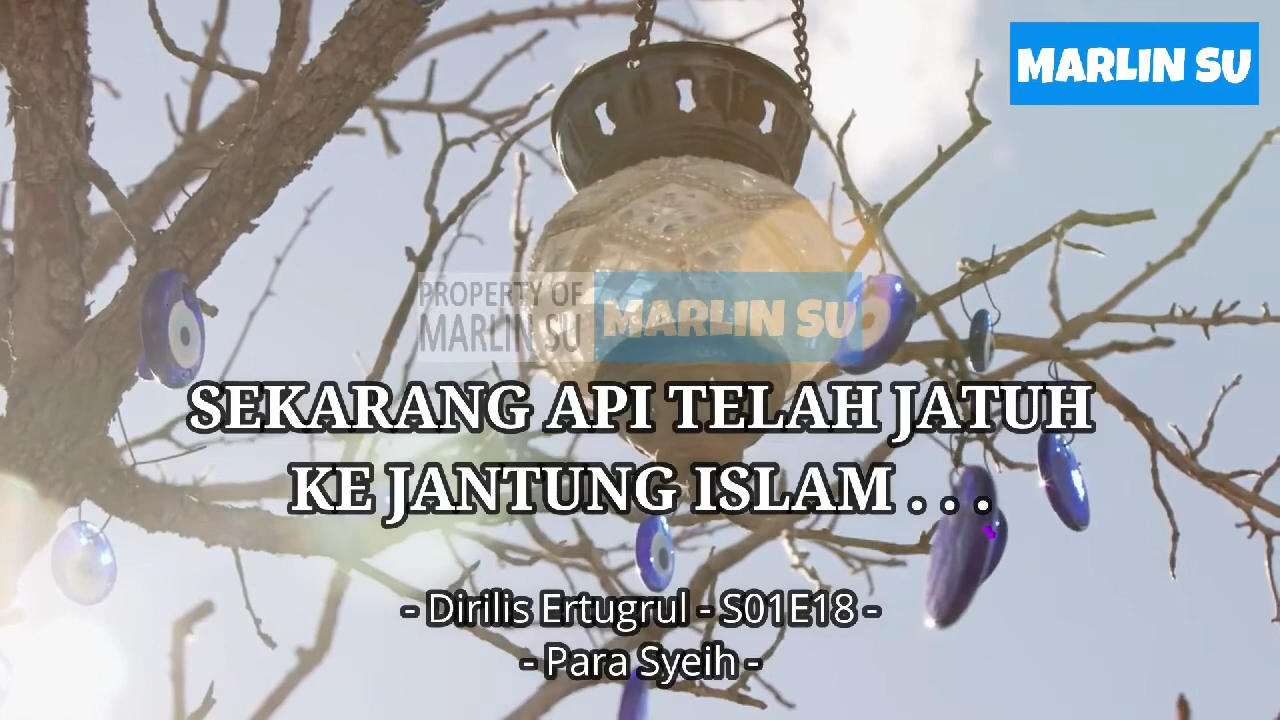 MARLIN SU
PROPERTY OF
MARLIN SU
MARLIN SU
SEKARANG API TELAH JATUH
KE JANTUNG ISLAM . . .
- Dirilis Ertugrul - S01E18 -
- Para Syeih -